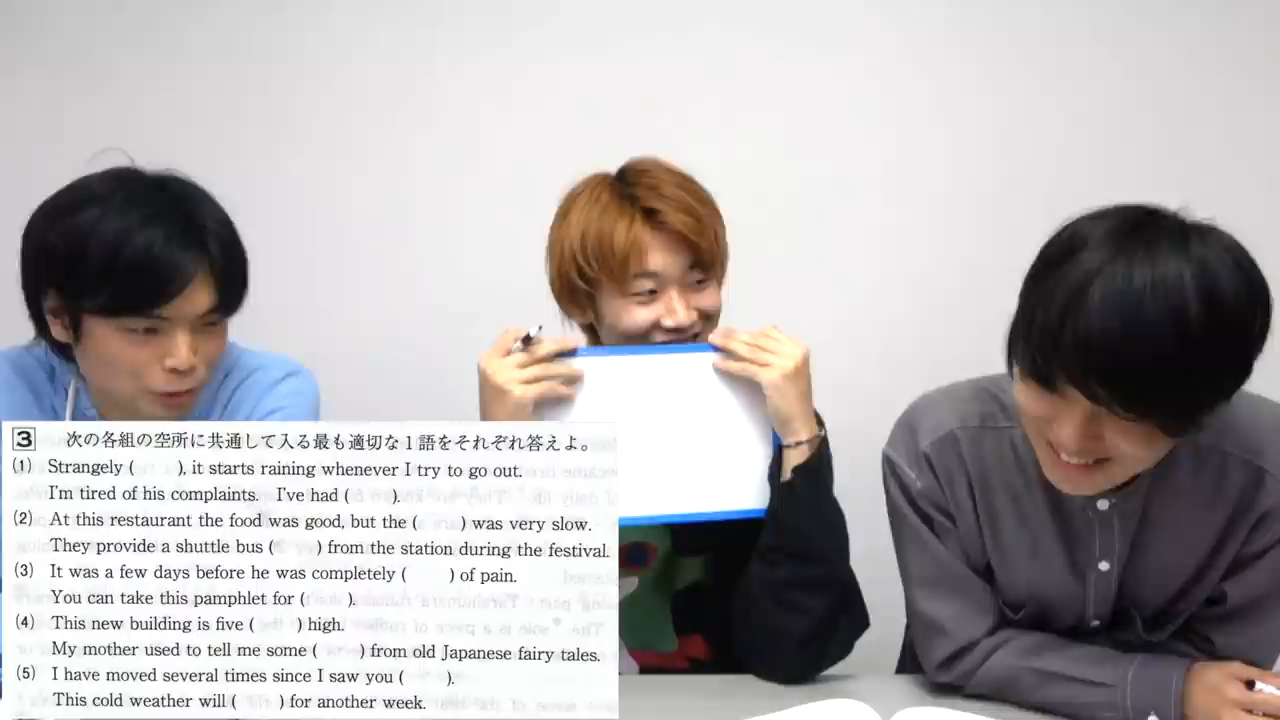 3 次の各組の空所に共通して入る最も適切な1語をそれぞれ答えよ。
(1) Strangely ( ), it starts raining whenever I try to go out.
I'm tired of his complaints. I've had ( ).
(2) At this restaurant the food was good, but the ( ) was very slow.
They provide a shuttle bus ( ) from the station during the festival.
(3) It was a few days before he was completely ( ) of pain.
You can take this pamphlet for ( ).
(4) This new building is five ( ) high.
My mother used to tell me some ( ) from old Japanese fairy tales.
(5) I have moved several times since I saw you ( ).
This cold weather will ( ) for another week.